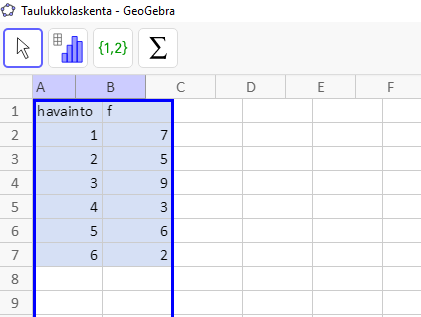 Taulukkolaskenta - GeoGebra
{1,2} Σ
A B C D E F
1 havainto f
2 1 7
3 2 5
4 3 9
5 4 3
6 5 6
7 6 2
8
9